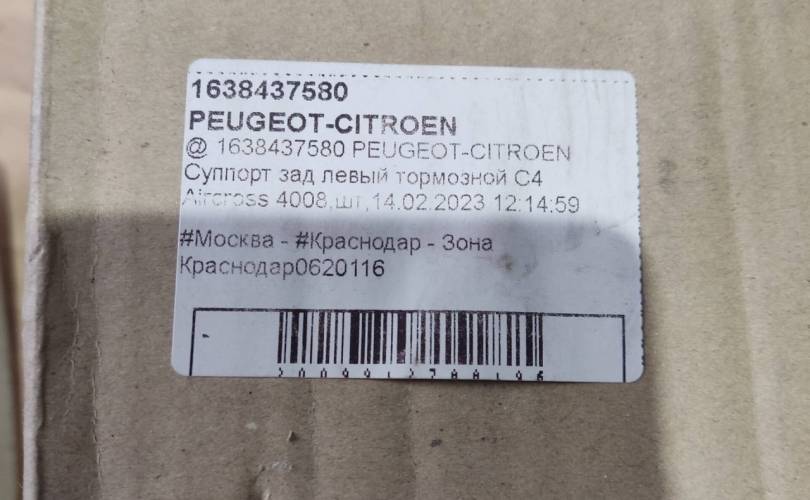 1638437580
PEUGEOT-CITROEN
@ 1638437580 PEUGEOT-CITROEN
Суппорт зад левый тормозной C4
Aircross 4008,шт,14.02.2023 12:14:59
#Москва - #Краснодар - Зона
Краснодар0620116